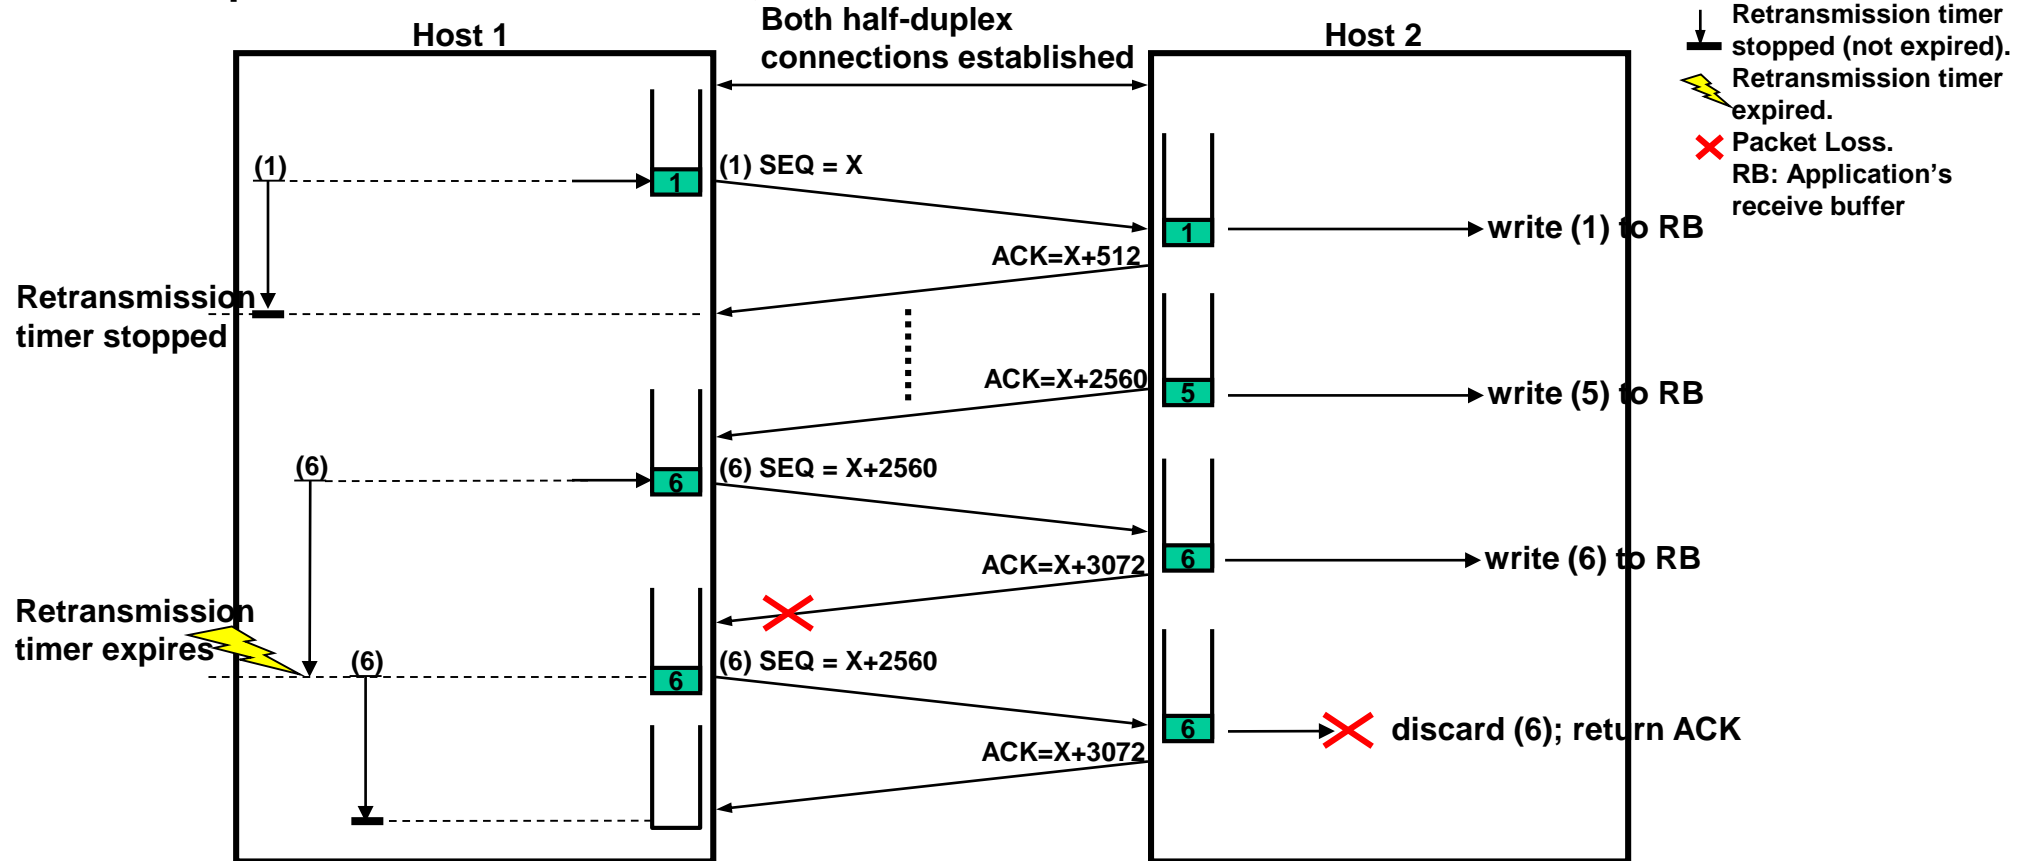 Host 1
Both half-duplex
connections established
Host 2
Retransmission timer
stopped (not expired).
Retransmission timer
expired.
Packet Loss.
RB: Application's
receive buffer
(1)
1
(1) SEQ = X
1
write (1) to RB
ACK=X+512
Retransmission
timer stopped
ACK=X+2560
5
write (5) to RB
(6)
6
(6) SEQ = X+2560
6
write (6) to RB
ACK=X+3072
Retransmission
timer expires
(6)
6
(6) SEQ = X+2560
6
discard (6); return ACK
ACK=X+3072